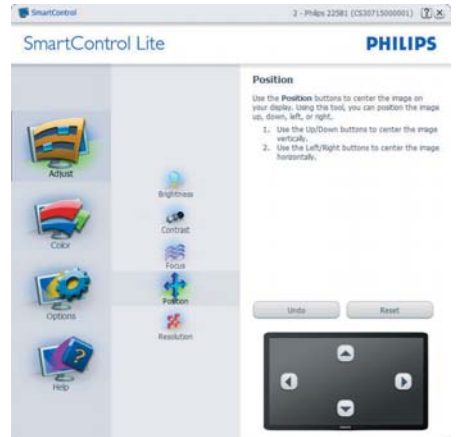 SmartControl
2 - Philips 225B1 (CS30715000001)
SmartControl Lite
PHILIPS
Adjust
Color
Options
Help
Brightness
Contrast
Focus
Position
Resolution
Position
Use the Position buttons to center the image on
your display. Using the tool, you can position the image
up, down, left, or right.
1. Use the Up/Down buttons to center the image
vertically.
2. Use the Left/Right buttons to center the image
horizontally.
Undo
Reset